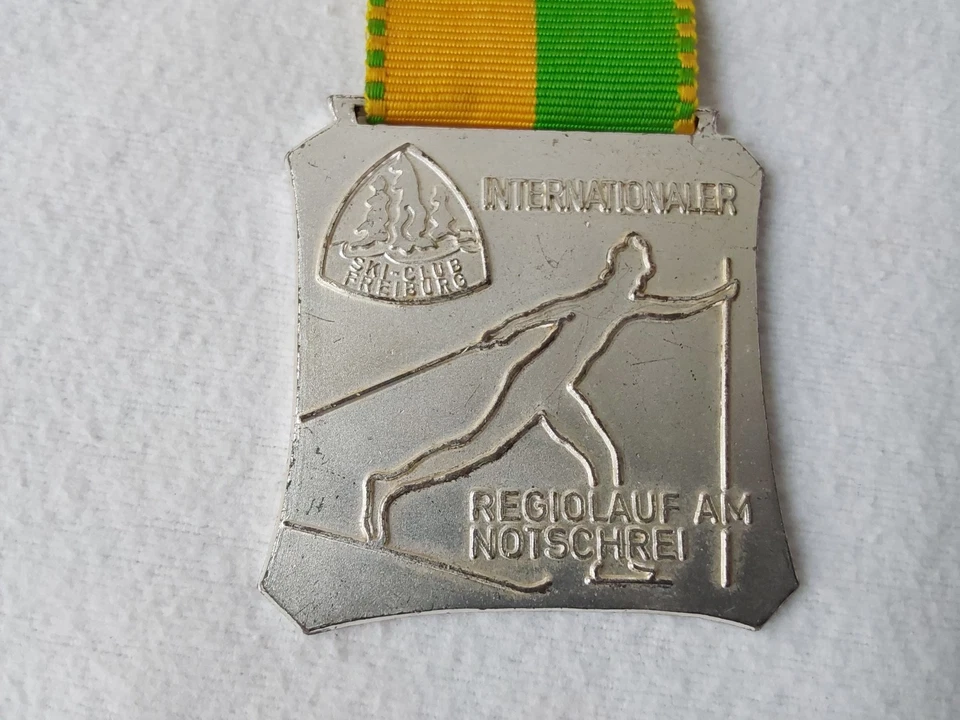 INTERNATIONALER
SKI-CLUB
FREIBURG
REGIOLAUF AM
NOTSCHREI